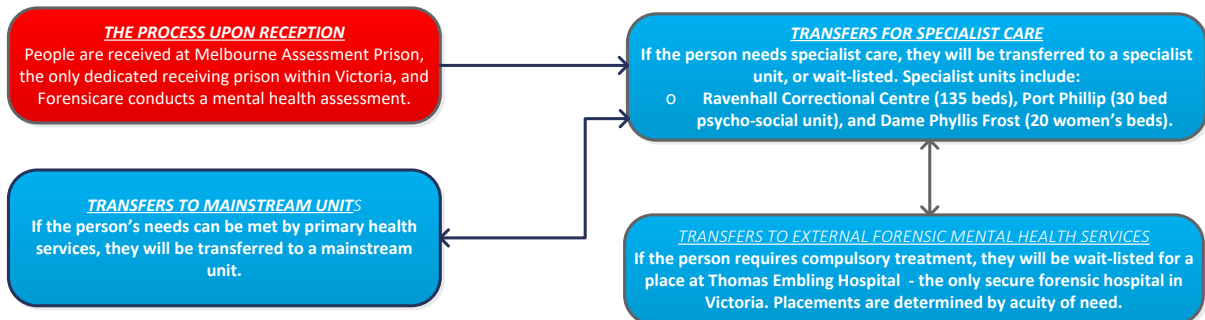 THE PROCESS UPON RECEPTION
People are received at Melbourne Assessment Prison,
the only dedicated receiving prison within Victoria, and
Forensicare conducts a mental health assessment.
TRANSFERS FOR SPECIALIST CARE
If the person needs specialist care, they will be transferred to a specialist
unit, or wait-listed. Specialist units include:
o Ravenhall Correctional Centre (135 beds), Port Phillip (30 bed
psycho-social unit), and Dame Phyllis Frost (20 women's beds).
TRANSFERS TO MAINSTREAM UNITS
If the person's needs can be met by primary health
services, they will be transferred to a mainstream
unit.
TRANSFERS TO EXTERNAL FORENSIC MENTAL HEALTH SERVICES
If the person requires compulsory treatment, they will be wait-listed for a
place at Thomas Embling Hospital - the only secure forensic hospital in
Victoria. Placements are determined by acuity of need.